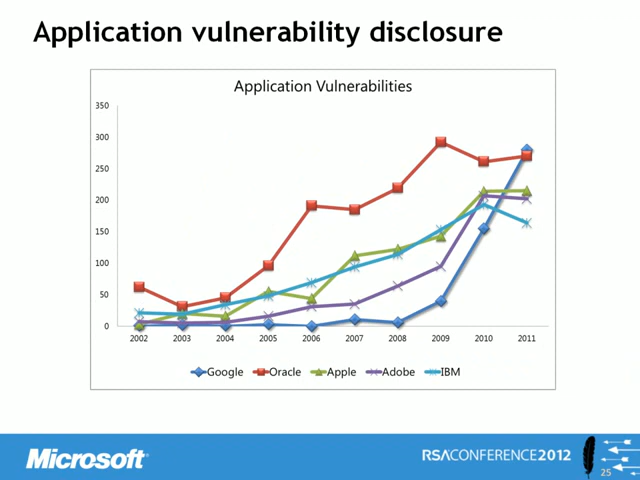 Application vulnerability disclosure
Application Vulnerabilities
350
300
250
200
150
100
50
0
2002 2003 2004 2005 2006 2007 2008 2009 2010 2011
Google Oracle Apple Adobe IBM
Microsoft
RSACONFERENCE2012
25